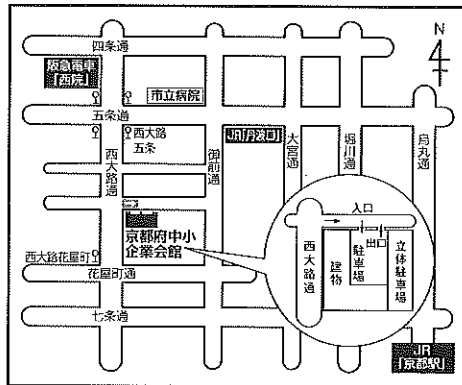 四条通
N
阪急電車
「西院」
市立病院
五条通
JR「丹波口」
西大路
五条
西大路通
御前通
大宮通
堀川通
烏丸通
入口
出口
西大路通
建物
駐車場
立体駐車場
京都府中小
企業会館
西大路花屋町
花屋町通
七条通
JR
「京都駅」